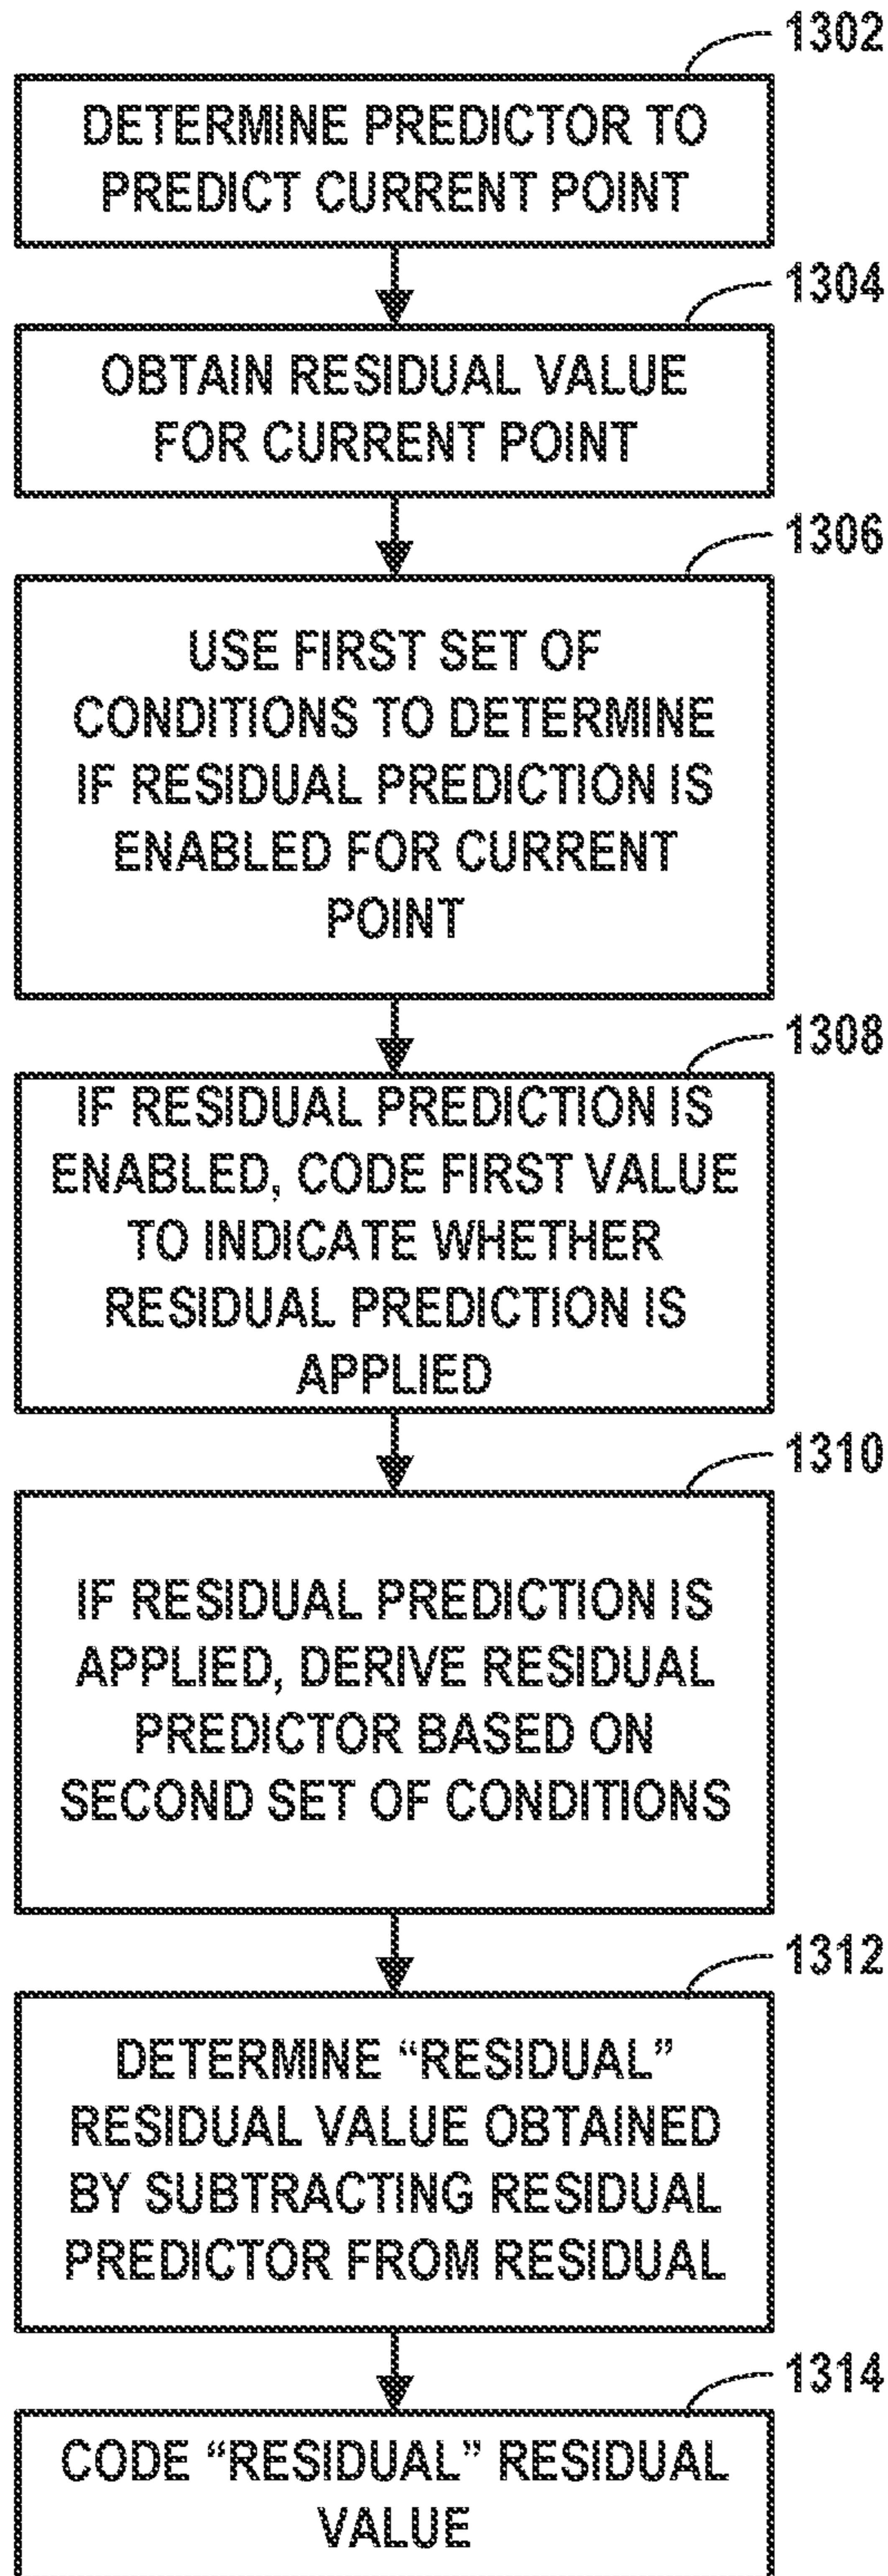 1302
DETERMINE PREDICTOR TO
PREDICT CURRENT POINT
1304
OBTAIN RESIDUAL VALUE
FOR CURRENT POINT
1306
USE FIRST SET OF
CONDITIONS TO DETERMINE
IF RESIDUAL PREDICTION IS
ENABLED FOR CURRENT
POINT
1308
IF RESIDUAL PREDICTION IS
ENABLED, CODE FIRST VALUE
TO INDICATE WHETHER
RESIDUAL PREDICTION IS
APPLIED
1310
IF RESIDUAL PREDICTION IS
APPLIED, DERIVE RESIDUAL
PREDICTOR BASED ON
SECOND SET OF CONDITIONS
1312
DETERMINE “RESIDUAL”
RESIDUAL VALUE OBTAINED
BY SUBTRACTING RESIDUAL
PREDICTOR FROM RESIDUAL
1314
CODE “RESIDUAL” RESIDUAL
VALUE